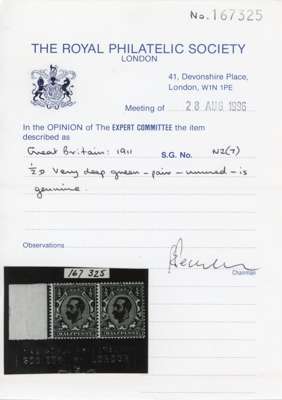 No. 167325
THE ROYAL PHILATELIC SOCIETY
LONDON
41, Devonshire Place,
London, W1N 1PE
Meeting of 28 AUG 1996
In the OPINION of The EXPERT COMMITTEE the item
described as
Great Britain: 1911 S.G. No. N2(7)
½D Very deep green-pair-unused-is
genuine.
Observations
Chairman
167 325
HALFPENNY HALFPENNY
SOCIETY LONDON